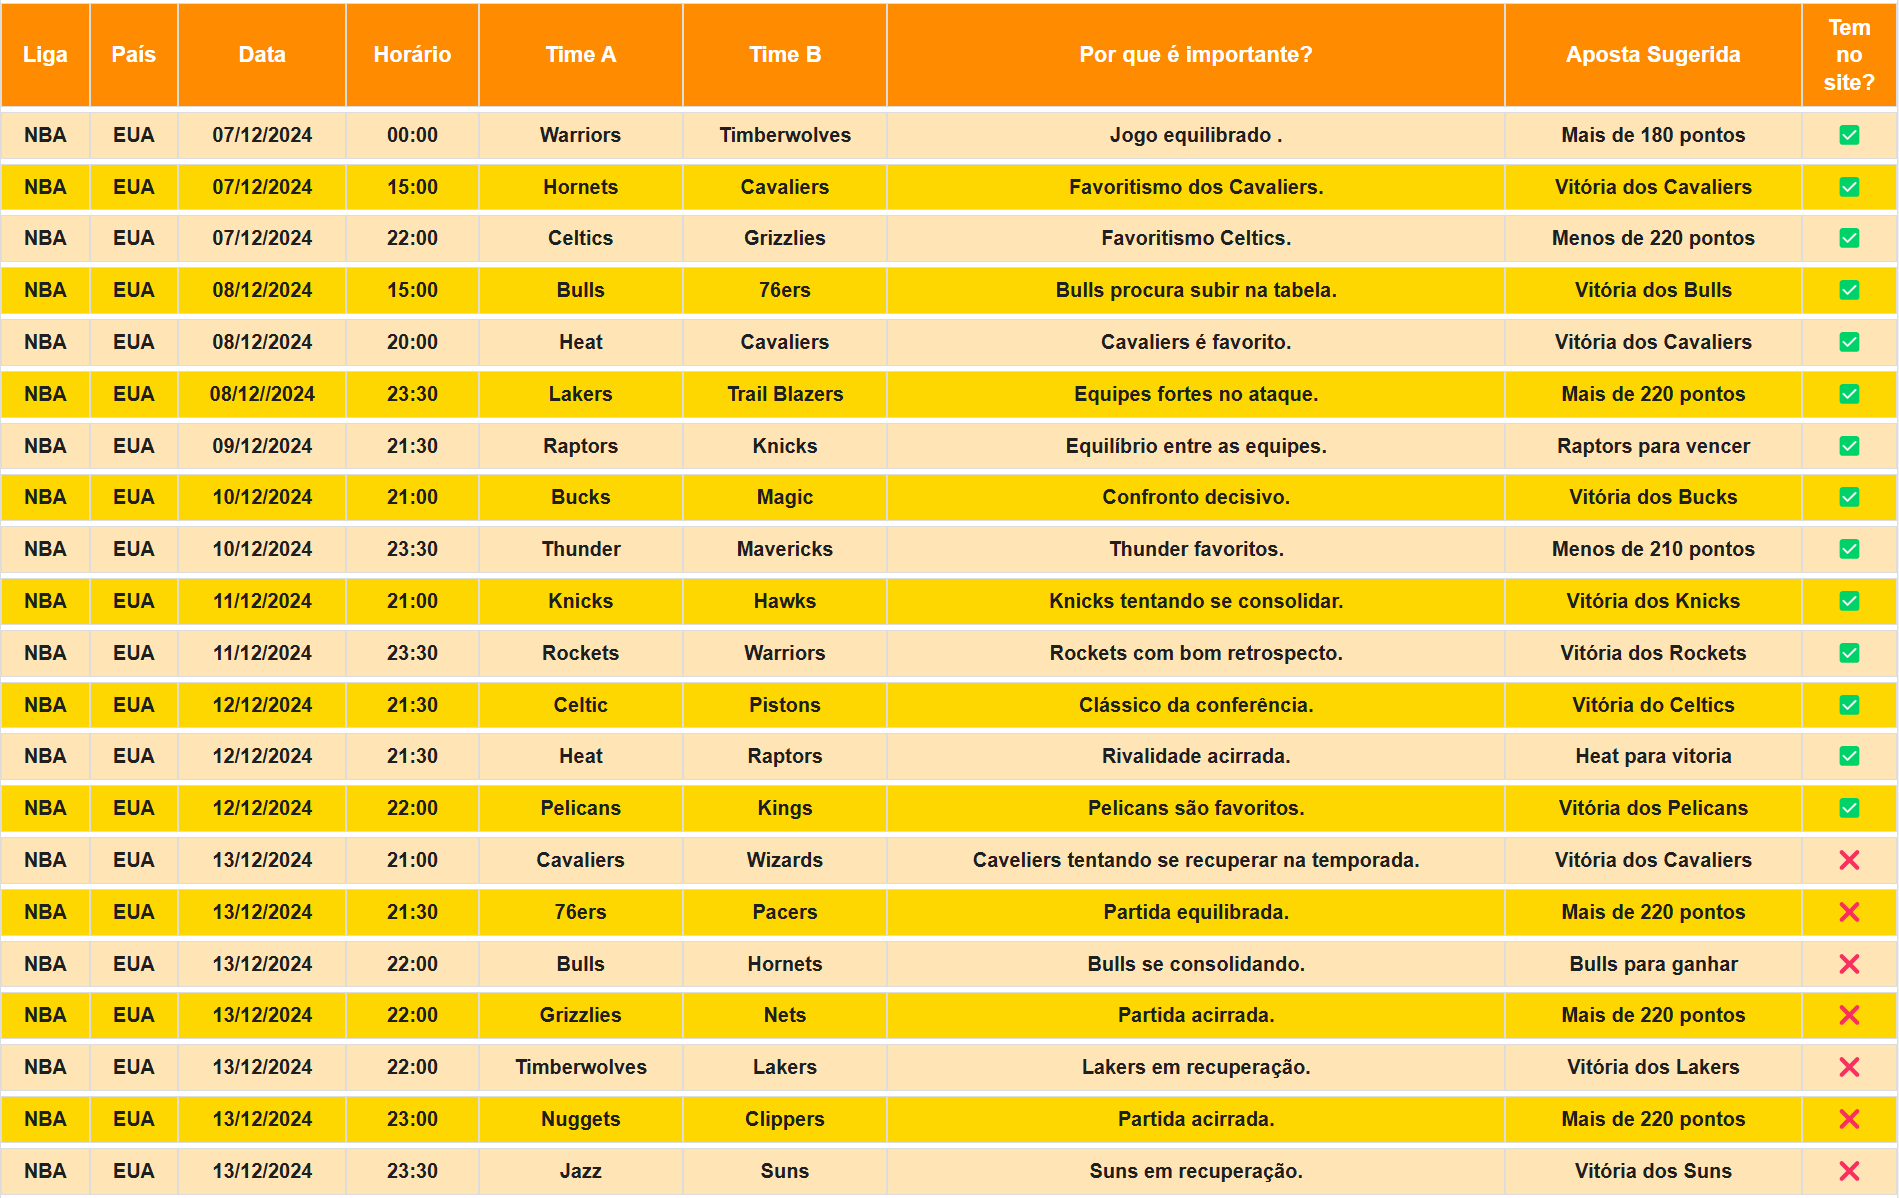 Liga País Data Horário Time A Time B Por que é importante? Aposta Sugerida Tem no site?
NBA EUA 07/12/2024 00:00 Warriors Timberwolves Jogo equilibrado . Mais de 180 pontos
NBA EUA 07/12/2024 15:00 Hornets Cavaliers Favoritismo dos Cavaliers. Vitória dos Cavaliers
NBA EUA 07/12/2024 22:00 Celtics Grizzlies Favoritismo Celtics. Menos de 220 pontos
NBA EUA 08/12/2024 15:00 Bulls 76ers Bulls procura subir na tabela. Vitória dos Bulls
NBA EUA 08/12/2024 20:00 Heat Cavaliers Cavaliers é favorito. Vitória dos Cavaliers
NBA EUA 08/12//2024 23:30 Lakers Trail Blazers Equipes fortes no ataque. Mais de 220 pontos
NBA EUA 09/12/2024 21:30 Raptors Knicks Equilíbrio entre as equipes. Raptors para vencer
NBA EUA 10/12/2024 21:00 Bucks Magic Confronto decisivo. Vitória dos Bucks
NBA EUA 10/12/2024 23:30 Thunder Mavericks Thunder favoritos. Menos de 210 pontos
NBA EUA 11/12/2024 21:00 Knicks Hawks Knicks tentando se consolidar. Vitória dos Knicks
NBA EUA 11/12/2024 23:30 Rockets Warriors Rockets com bom retrospecto. Vitória dos Rockets
NBA EUA 12/12/2024 21:30 Celtic Pistons Clássico da conferência. Vitória do Celtics
NBA EUA 12/12/2024 21:30 Heat Raptors Rivalidade acirrada. Heat para vitoria
NBA EUA 12/12/2024 22:00 Pelicans Kings Pelicans são favoritos. Vitória dos Pelicans
NBA EUA 13/12/2024 21:00 Cavaliers Wizards Caveliers tentando se recuperar na temporada. Vitória dos Cavaliers
NBA EUA 13/12/2024 21:30 76ers Pacers Partida equilibrada. Mais de 220 pontos
NBA EUA 13/12/2024 22:00 Bulls Hornets Bulls se consolidando. Bulls para ganhar
NBA EUA 13/12/2024 22:00 Grizzlies Nets Partida acirrada. Mais de 220 pontos
NBA EUA 13/12/2024 22:00 Timberwolves Lakers Lakers em recuperação. Vitória dos Lakers
NBA EUA 13/12/2024 23:00 Nuggets Clippers Partida acirrada. Mais de 220 pontos
NBA EUA 13/12/2024 23:30 Jazz Suns Suns em recuperação. Vitória dos Suns